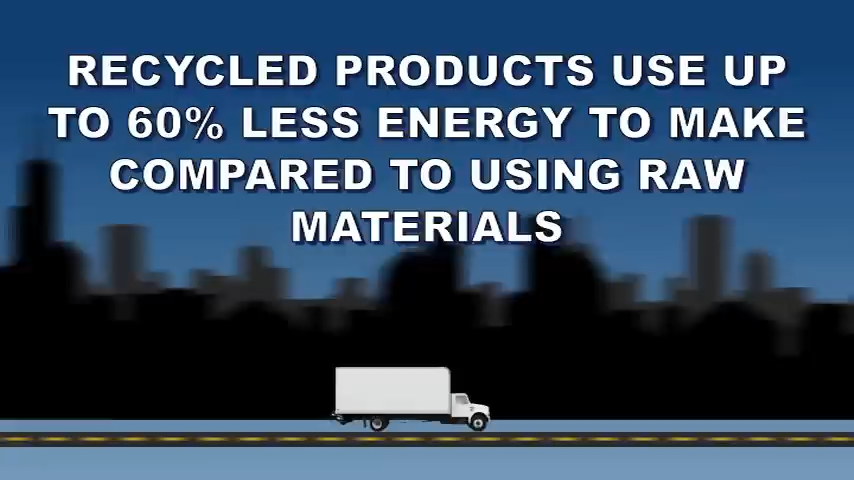 RECYCLED PRODUCTS USE UP
TO 60% LESS ENERGY TO MAKE
COMPARED TO USING RAW
MATERIALS